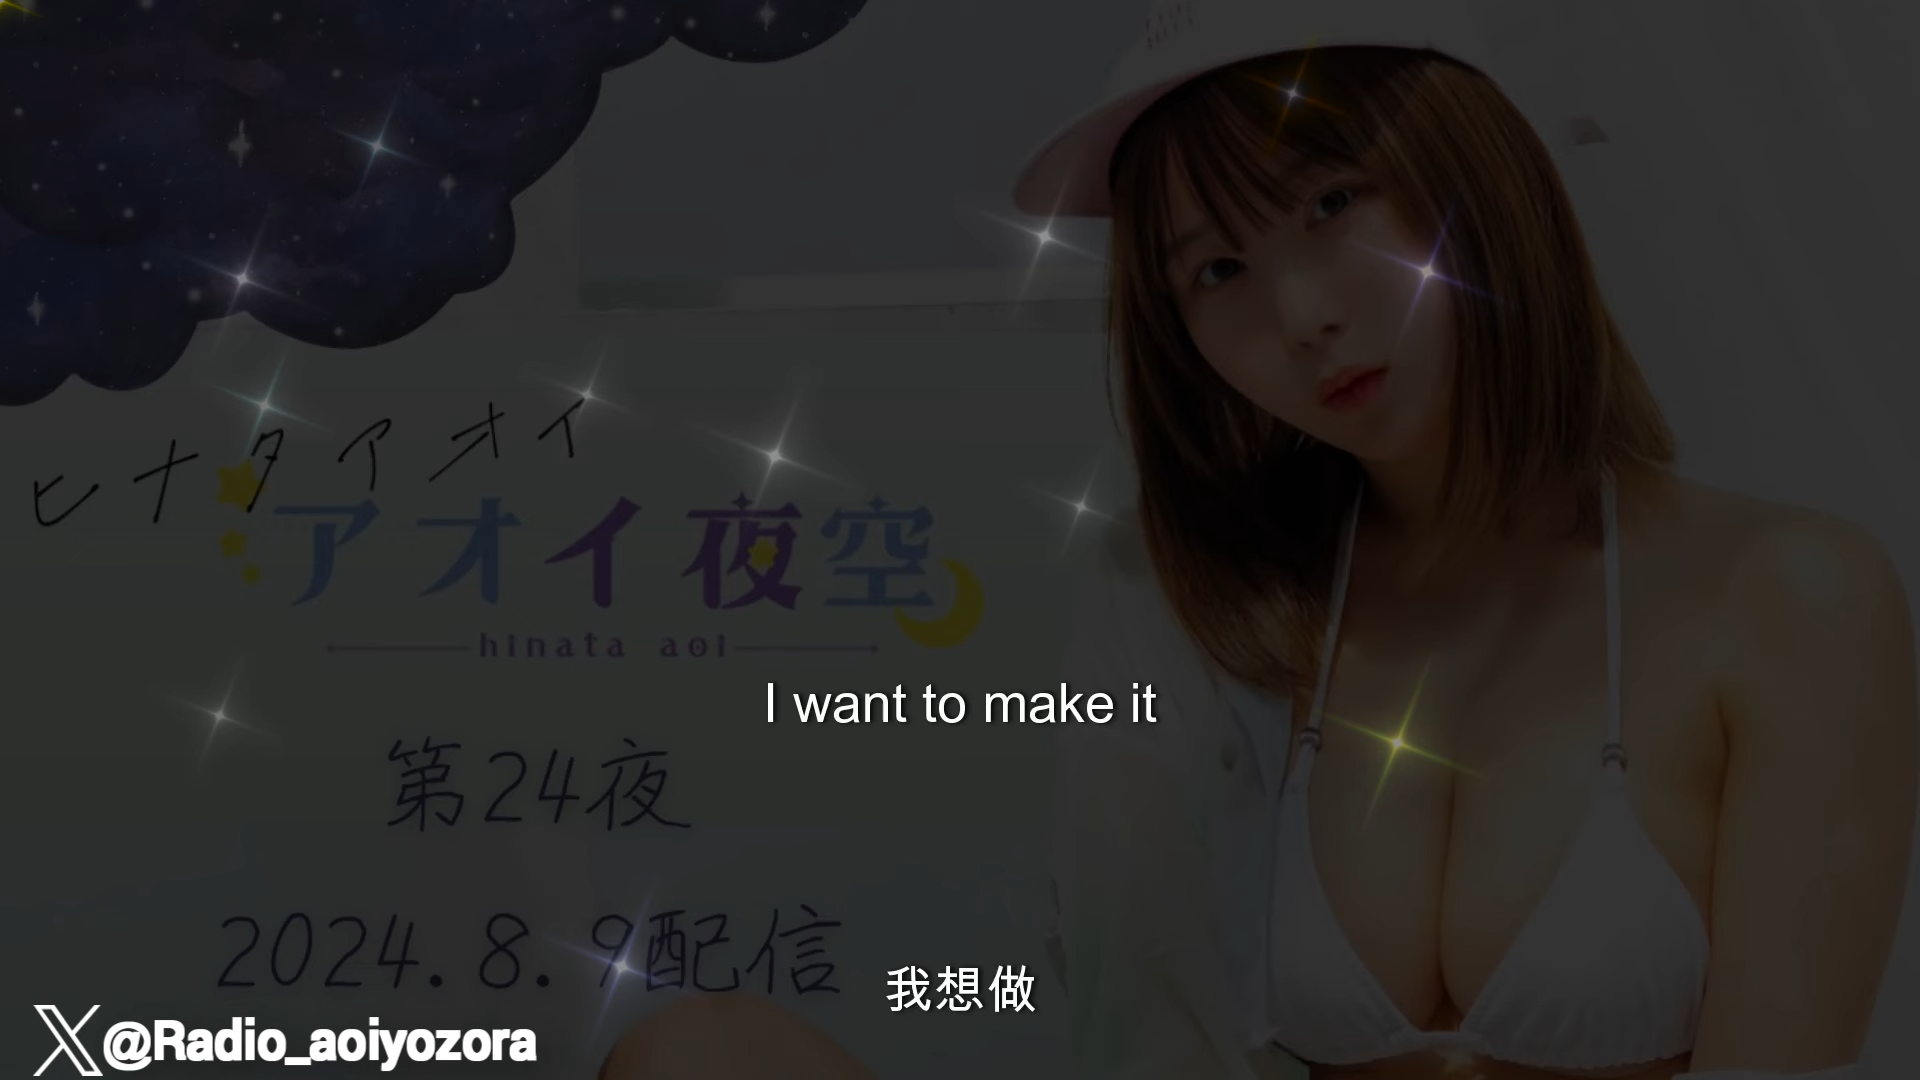 ヒナタアオイ
アオイ夜空
hinata aoi
I want to make it
第24夜
2024.8.9配信
我想做
X@Radio_aoiyozora